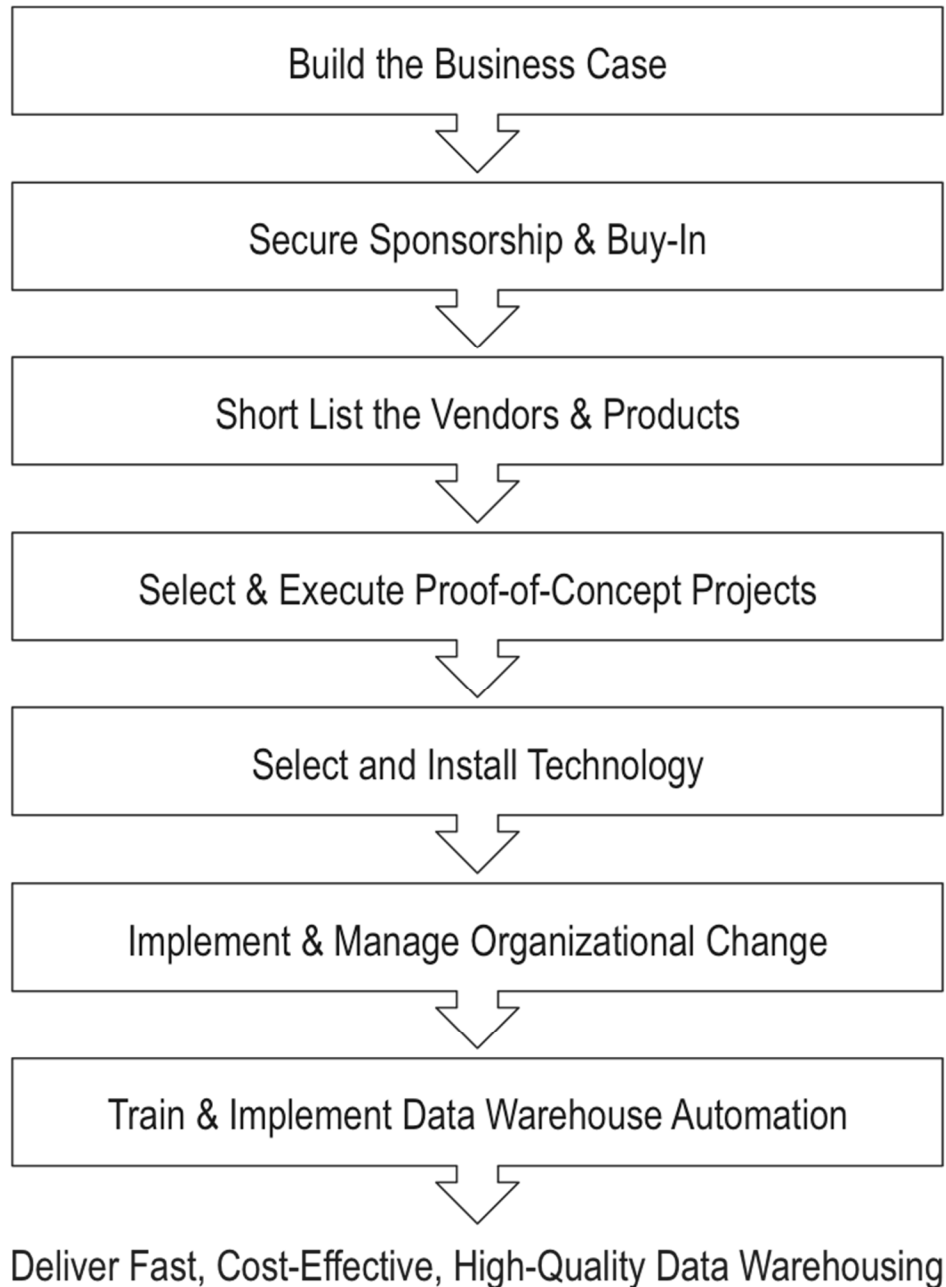 Build the Business Case
Secure Sponsorship & Buy-In
Short List the Vendors & Products
Select & Execute Proof-of-Concept Projects
Select and Install Technology
Implement & Manage Organizational Change
Train & Implement Data Warehouse Automation
Deliver Fast, Cost-Effective, High-Quality Data Warehousing